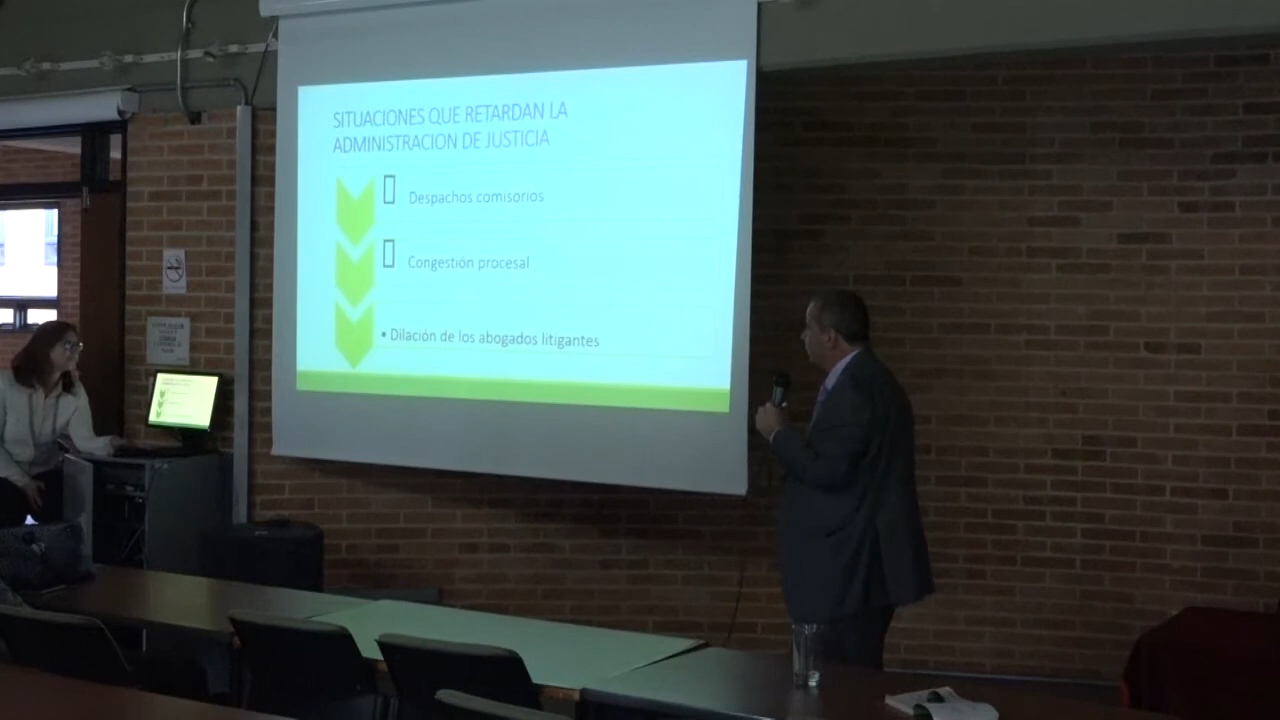 SITUACIONES QUE RETARDAN LA
ADMINISTRACION DE JUSTICIA
Despachos comisorios
Congestión procesal
• Dilación de los abogados litigantes